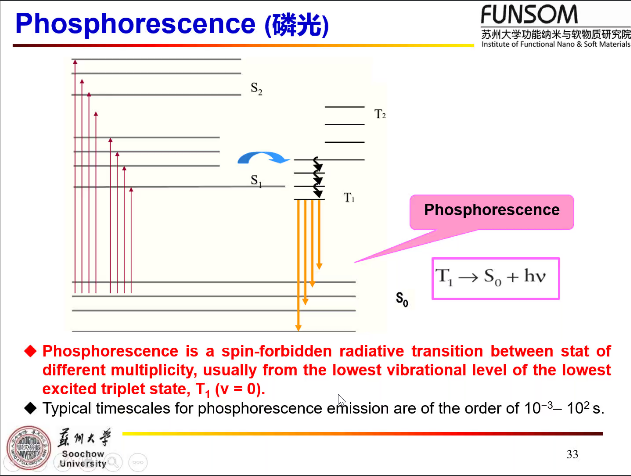 Phosphorescence (磷光)
FUNSOM
苏州大学功能纳米与软物质研究院
Institute of Functional Nano & Soft Materials
S2
T2
S1
T1
Phosphorescence
T₁ → S₀ + hν
S0
◆ Phosphorescence is a spin-forbidden radiative transition between stat of
different multiplicity, usually from the lowest vibrational level of the lowest
excited triplet state, T₁ (v = 0).
◆ Typical timescales for phosphorescence emission are of the order of 10⁻³– 10² s.
蘇州大學
Soochow
University
33